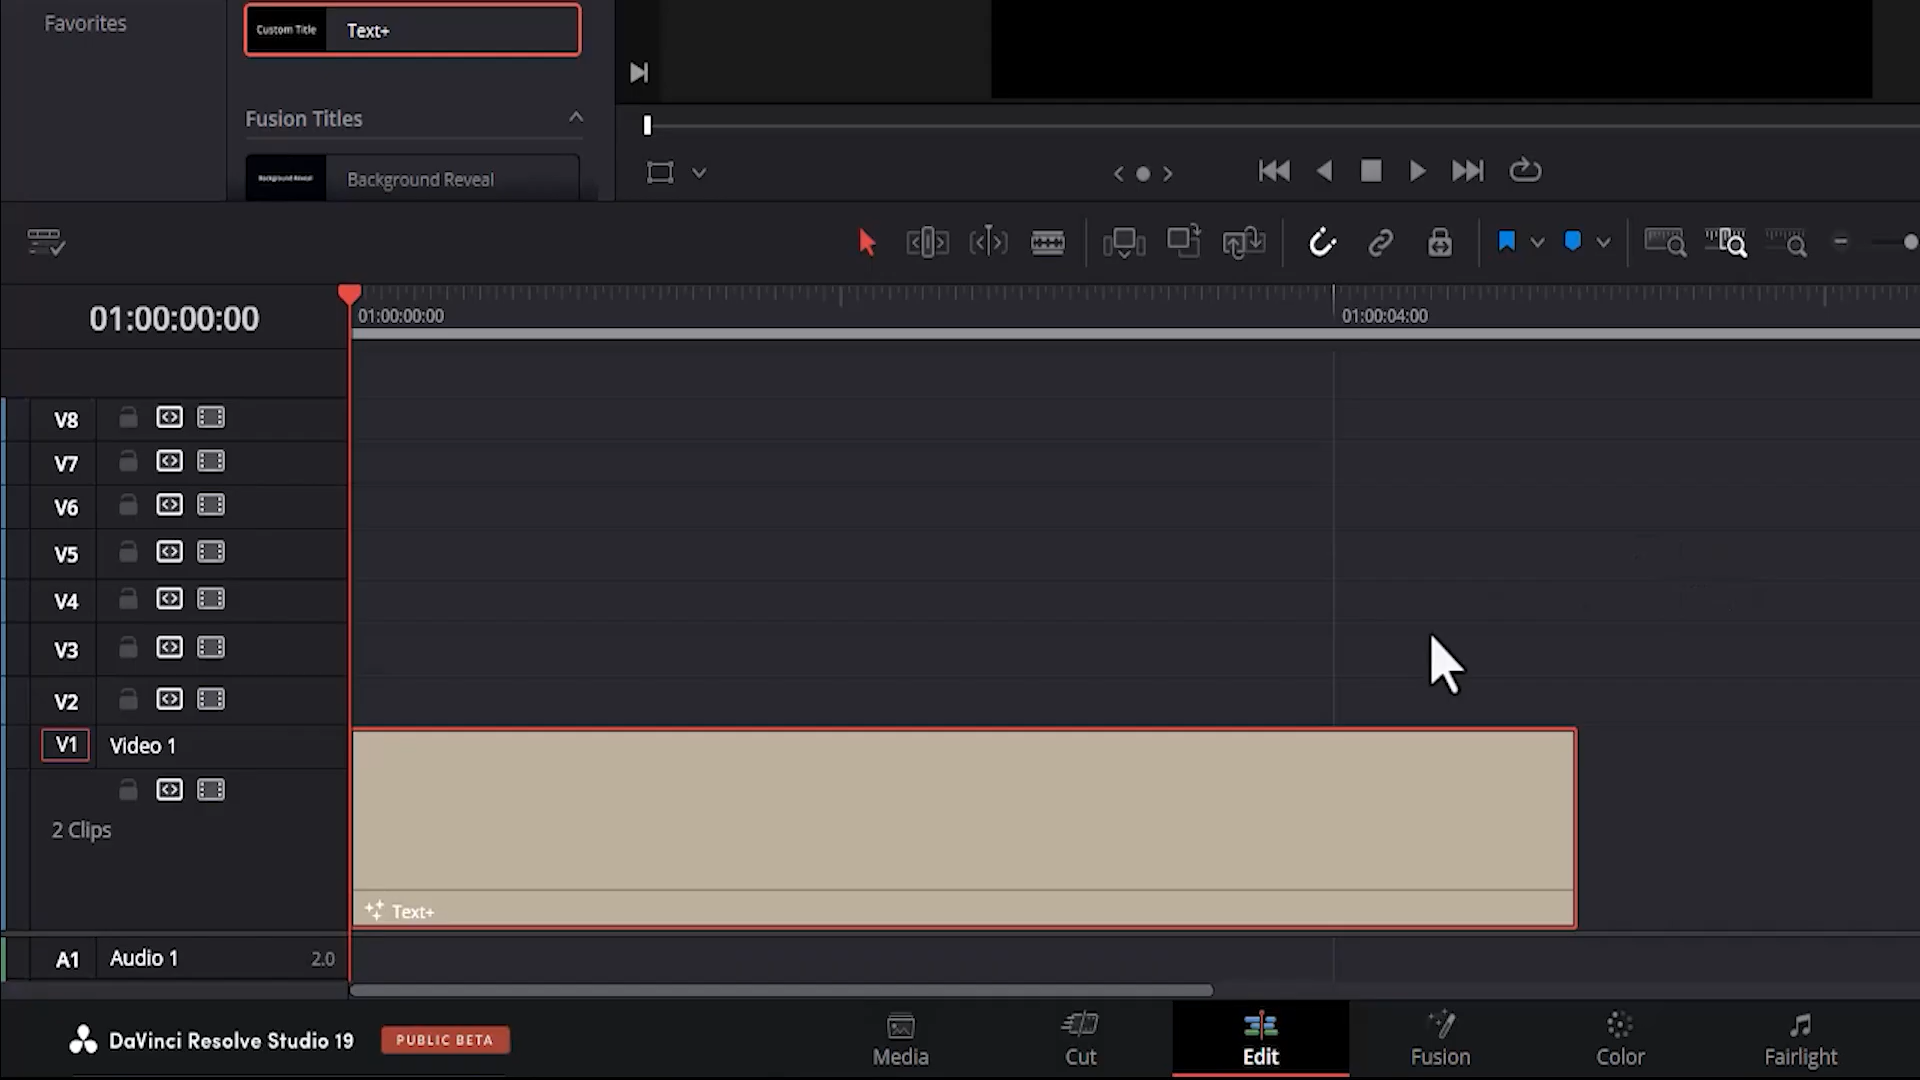 Favorites
Custom Title
Text+
Fusion Titles
Background Reveal
Background Reveal
01:00:00:00
01:00:00:00
01:00:04:00
V8
V7
V6
V5
V4
V3
V2
V1
Video 1
2 Clips
Text+
A1
Audio 1
2.0
DaVinci Resolve Studio 19
PUBLIC BETA
Media
Cut
Edit
Fusion
Color
Fairlight